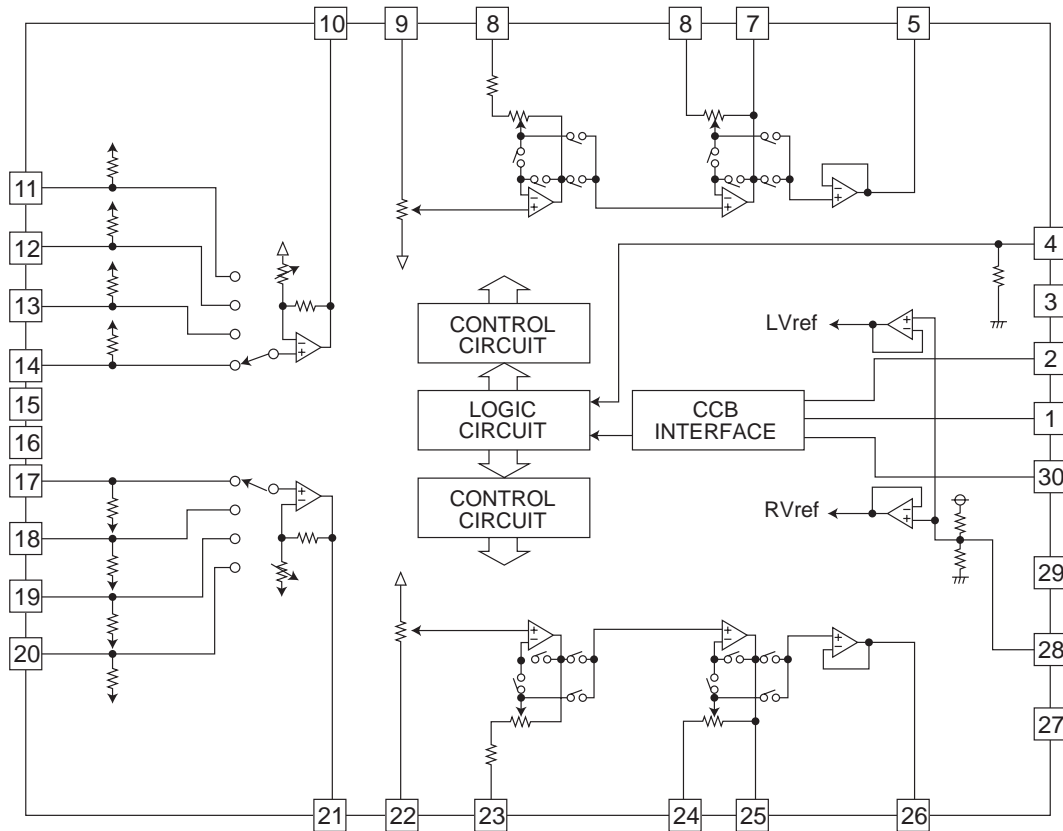 10 9 8 8 7 5
11
12
13
14
15
16
17
18
19
20
4
3
2
1
30
29
28
27
CONTROL
CIRCUIT
LOGIC
CIRCUIT
CONTROL
CIRCUIT
CCB
INTERFACE
LVref
RVref
21 22 23 24 25 26